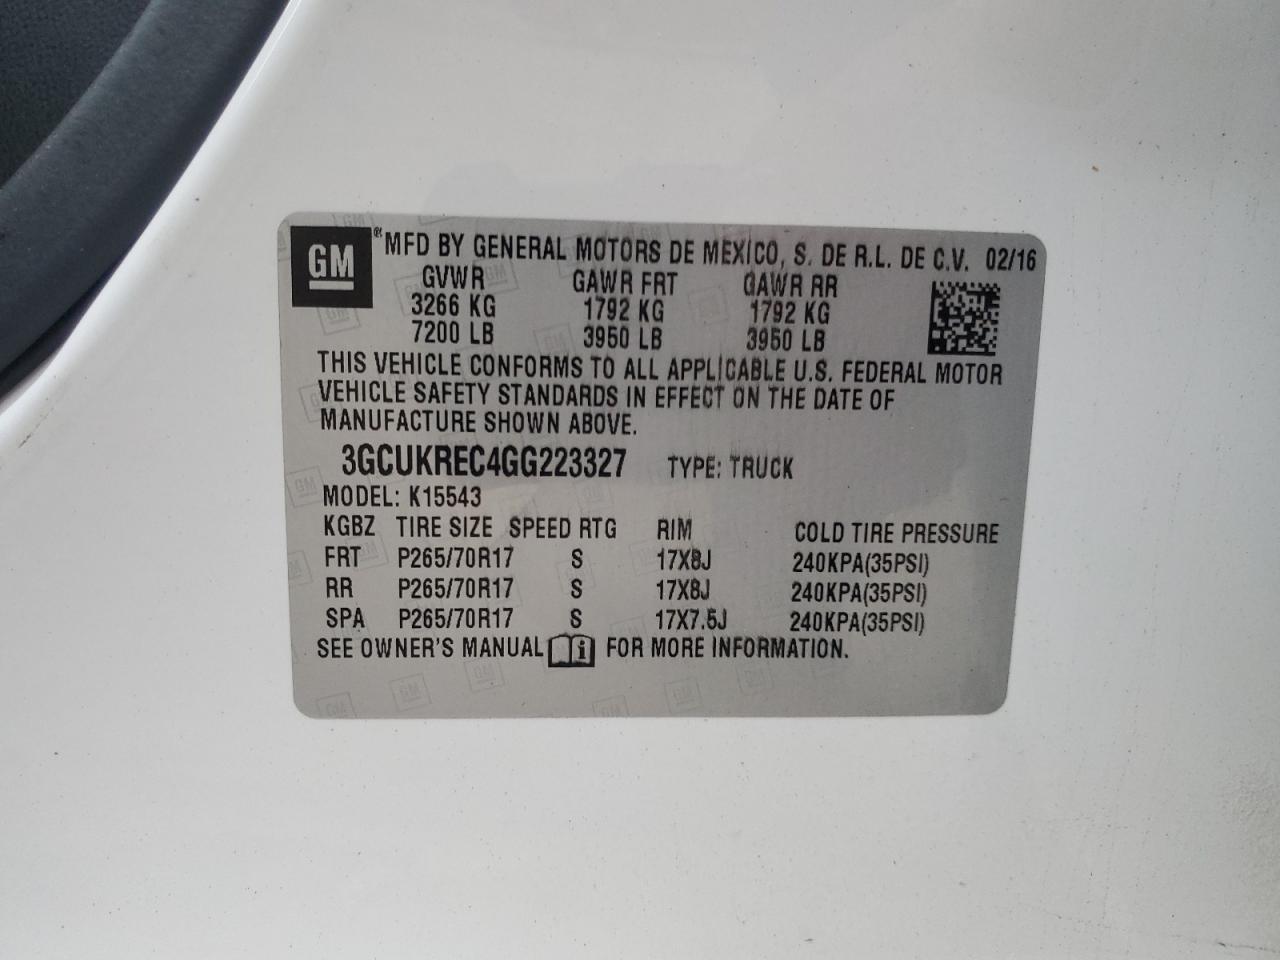 GM ® MFD BY GENERAL MOTORS DE MEXICO, S. DE R.L. DE C.V. 02/16
GVWR GAWR FRT GAWR RR
3266 KG 1792 KG 1792 KG
7200 LB 3950 LB 3950 LB
THIS VEHICLE CONFORMS TO ALL APPLICABLE U.S. FEDERAL MOTOR
VEHICLE SAFETY STANDARDS IN EFFECT ON THE DATE OF
MANUFACTURE SHOWN ABOVE.
3GCUKREC4GG223327 TYPE: TRUCK
MODEL: K15543
KGBZ TIRE SIZE SPEED RTG RIM COLD TIRE PRESSURE
FRT P265/70R17 S 17X8J 240KPA(35PSI)
RR P265/70R17 S 17X8J 240KPA(35PSI)
SPA P265/70R17 S 17X7.5J 240KPA(35PSI)
SEE OWNER'S MANUAL i FOR MORE INFORMATION.